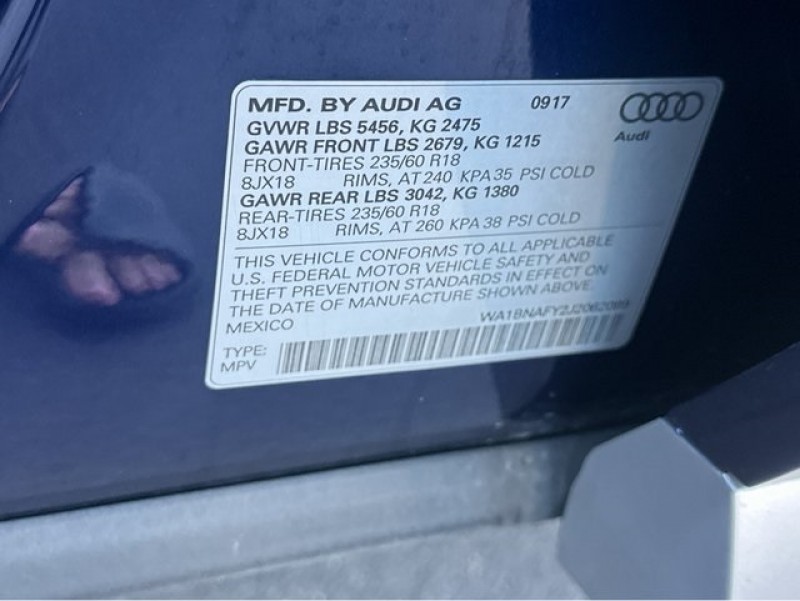 MFD. BY AUDI AG 0917
Audi
GVWR LBS 5456, KG 2475
GAWR FRONT LBS 2679, KG 1215
FRONT-TIRES 235/60 R18
8JX18 RIMS, AT 240 KPA 35 PSI COLD
GAWR REAR LBS 3042, KG 1380
REAR-TIRES 235/60 R18
8JX18 RIMS, AT 260 KPA 38 PSI COLD
THIS VEHICLE CONFORMS TO ALL APPLICABLE
U.S. FEDERAL MOTOR VEHICLE SAFETY AND
THEFT PREVENTION STANDARDS IN EFFECT ON
THE DATE OF MANUFACTURE SHOWN ABOVE.
MEXICO WA1BNAFY2J2062089
TYPE:
MPV